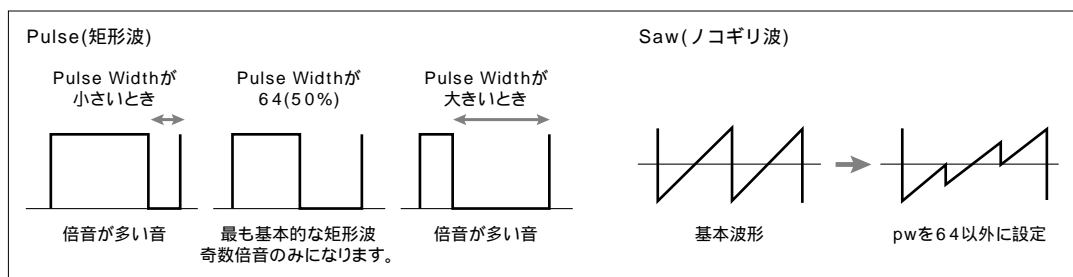 Pulse(矩形波)
Pulse Widthが
小さいとき
Pulse Widthが
64(50%)
Pulse Widthが
大きいとき
倍音が多い音
最も基本的な矩形波
奇数倍音のみになります。
倍音が多い音
Saw(ノコギリ波)
基本波形
pwを64以外に設定